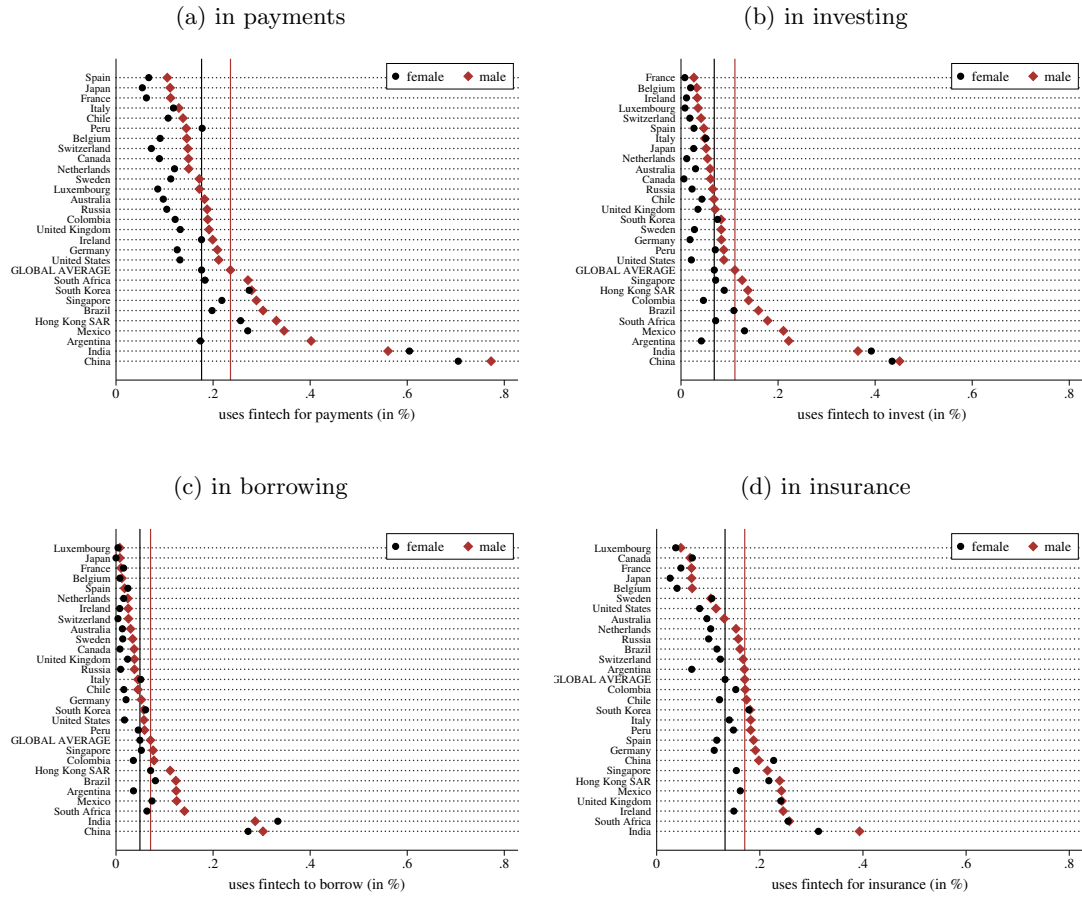 (a) in payments
female male
Spain
Japan
France
Italy
Chile
Peru
Belgium
Switzerland
Canada
Netherlands
Sweden
Luxembourg
Australia
Russia
Colombia
United Kingdom
Ireland
Germany
United States
GLOBAL AVERAGE
South Africa
South Korea
Singapore
Brazil
Hong Kong SAR
Mexico
Argentina
India
China
0 .2 .4 .6 .8
uses fintech for payments (in %)
(b) in investing
female male
France
Belgium
Ireland
Luxembourg
Switzerland
Spain
Italy
Japan
Netherlands
Australia
Canada
Russia
Chile
United Kingdom
South Korea
Sweden
Germany
Peru
United States
GLOBAL AVERAGE
Singapore
Hong Kong SAR
Colombia
Brazil
South Africa
Mexico
Argentina
India
China
0 .2 .4 .6 .8
uses fintech to invest (in %)
(c) in borrowing
female male
Luxembourg
Japan
France
Belgium
Spain
Netherlands
Ireland
Switzerland
Australia
Sweden
Canada
United Kingdom
Russia
Italy
Chile
Germany
South Korea
United States
Peru
GLOBAL AVERAGE
Singapore
Colombia
Hong Kong SAR
Brazil
Argentina
Mexico
South Africa
India
China
0 .2 .4 .6 .8
uses fintech to borrow (in %)
(d) in insurance
female male
Luxembourg
Canada
France
Japan
Belgium
Sweden
United States
Australia
Netherlands
Russia
Brazil
Switzerland
Argentina
GLOBAL AVERAGE
Colombia
Chile
South Korea
Italy
Peru
Spain
Germany
China
Singapore
Hong Kong SAR
Mexico
United Kingdom
Ireland
South Africa
India
0 .2 .4 .6 .8
uses fintech for insurance (in %)